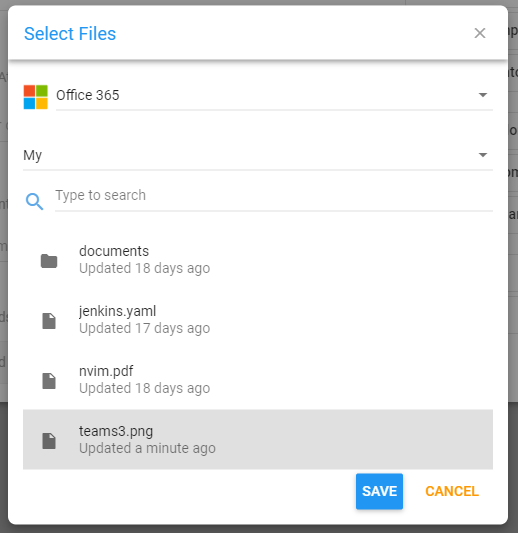 Select Files
Office 365
My
Type to search
documents
Updated 18 days ago
jenkins.yaml
Updated 17 days ago
nvim.pdf
Updated 18 days ago
teams3.png
Updated a minute ago
SAVE
CANCEL